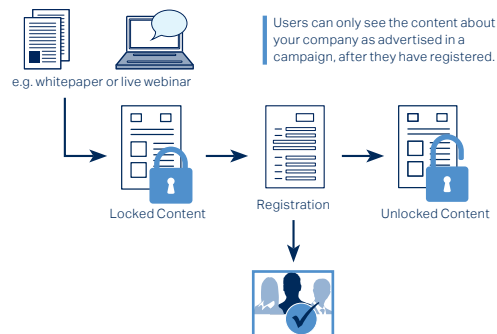 Users can only see the content about
your company as advertised in a
campaign, after they have registered.
e.g. whitepaper or live webinar
Locked Content
Registration
Unlocked Content